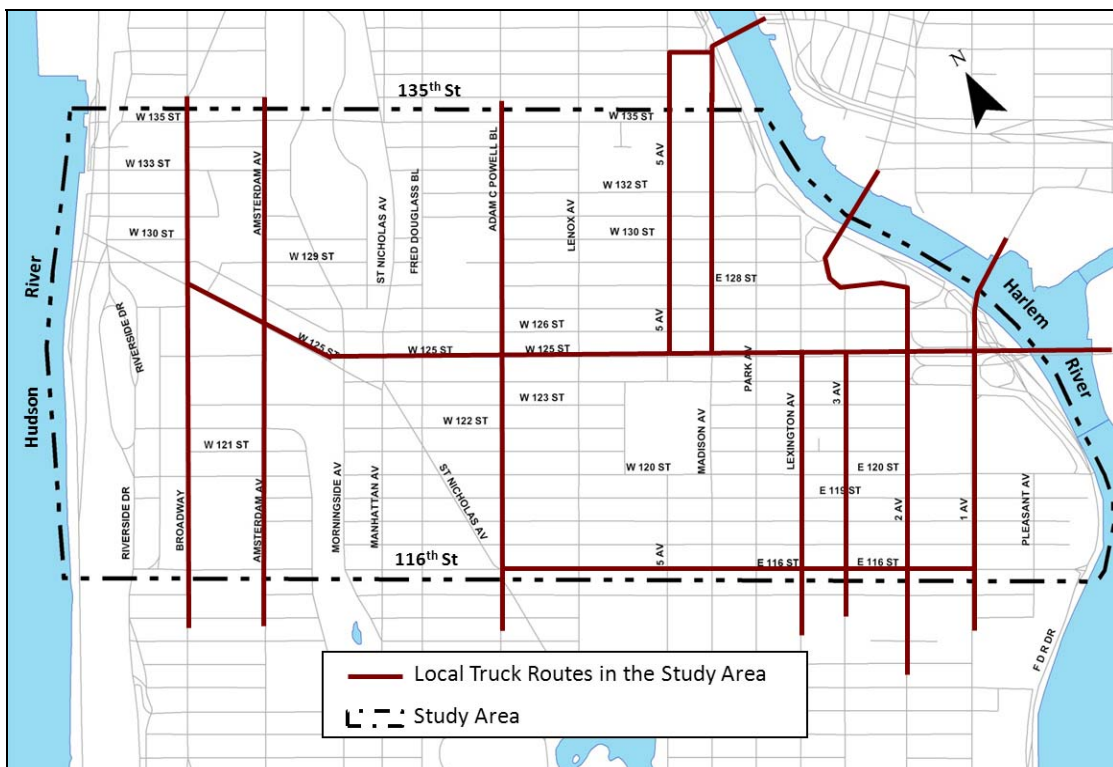 N
135th St
W 135 ST
W 135 ST
5 AV
W 133 ST
AMSTERDAM AV
ADAM C POWELL BL
W 132 ST
ST NICHOLAS AV
FRED DOUGLASS BL
LENOX AV
W 130 ST
W 130 ST
W 129 ST
E 128 ST
Hudson River
Harlem River
RIVERSIDE DR
5 AV
W 126 ST
W 125 ST
W 125 ST
W 125 ST
PARK AV
3 AV
W 123 ST
W 122 ST
LEXINGTON AV
MADISON AV
W 121 ST
W 120 ST
E 120 ST
E 119 ST
ST NICHOLAS AV
RIVERSIDE DR
BROADWAY
AMSTERDAM AV
MORNINGSIDE AV
MANHATTAN AV
2 AV
1 AV
PLEASANT AV
116th St
5 AV
E 116 ST
E 116 ST
F D R DR
Local Truck Routes in the Study Area
Study Area